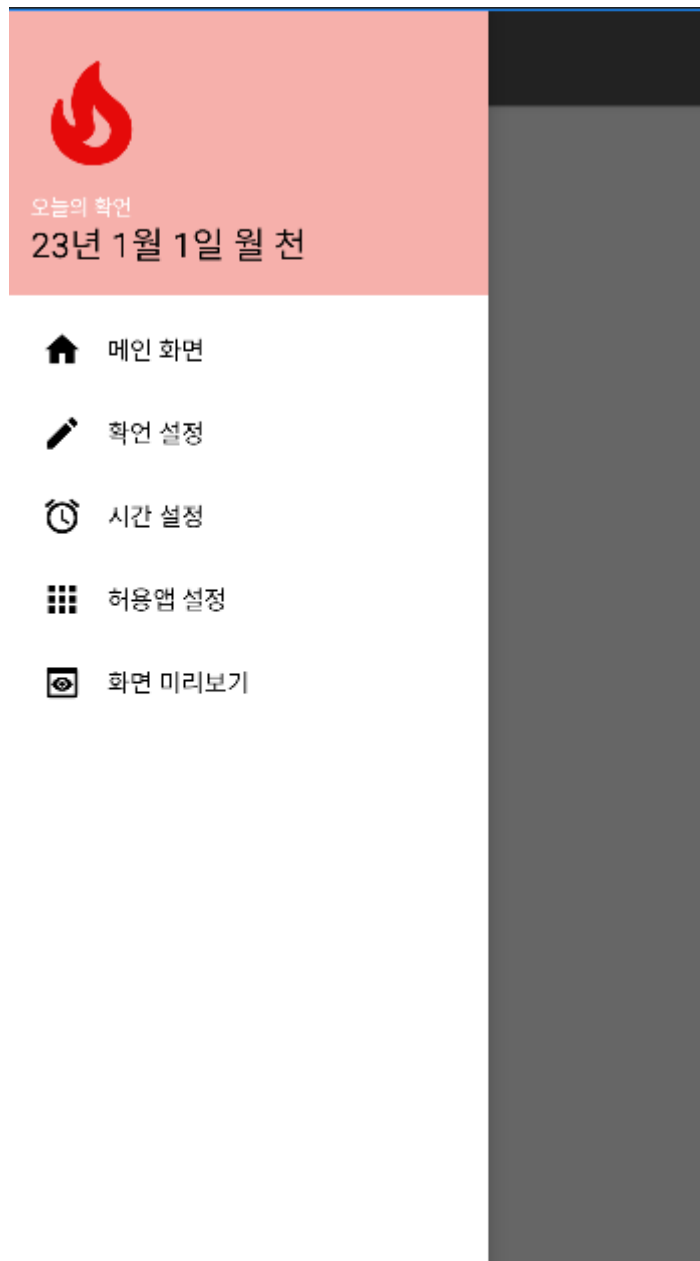 오늘의 확언
23년 1월 1일 월 천
메인 화면
확언 설정
시간 설정
허용앱 설정
화면 미리보기